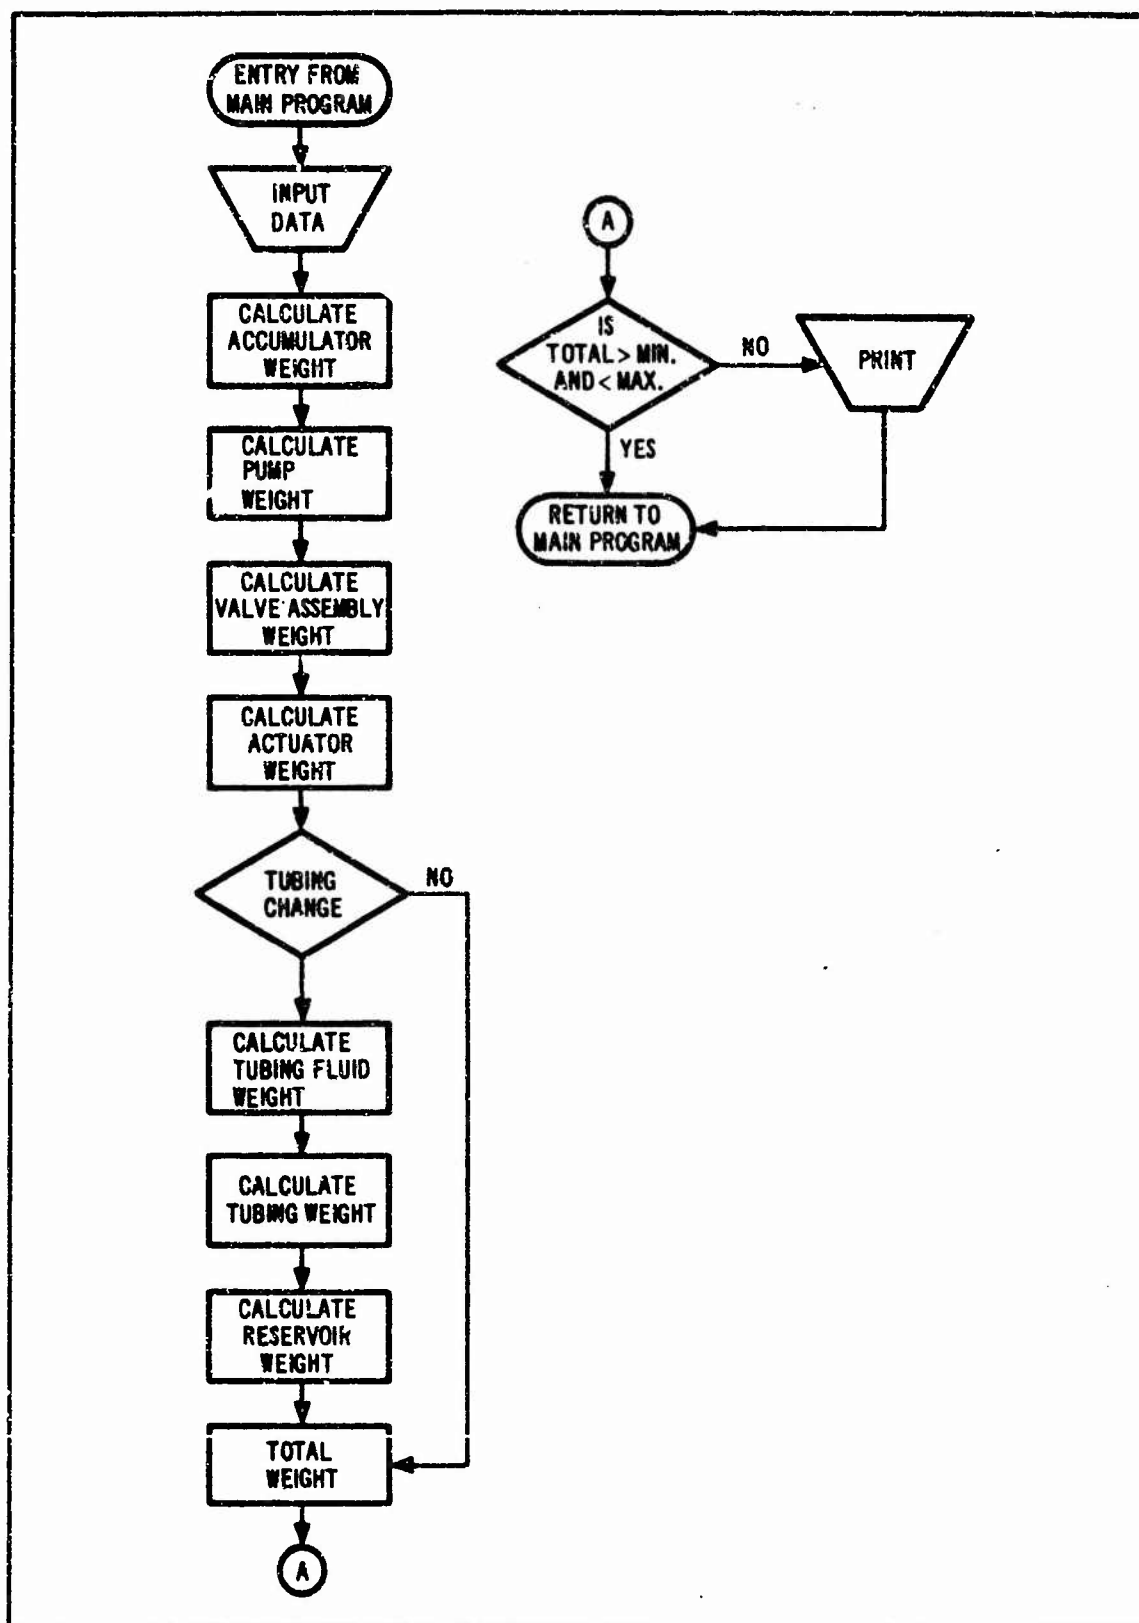 ENTRY FROM
MAIN PROGRAM
INPUT
DATA
CALCULATE
ACCUMULATOR
WEIGHT
CALCULATE
PUMP
WEIGHT
CALCULATE
VALVE ASSEMBLY
WEIGHT
CALCULATE
ACTUATOR
WEIGHT
TUBING
CHANGE
NO
CALCULATE
TUBING FLUID
WEIGHT
CALCULATE
TUBING WEIGHT
CALCULATE
RESERVOIR
WEIGHT
TOTAL
WEIGHT
A
A
IS
TOTAL > MIN.
AND < MAX.
NO
PRINT
YES
RETURN TO
MAIN PROGRAM